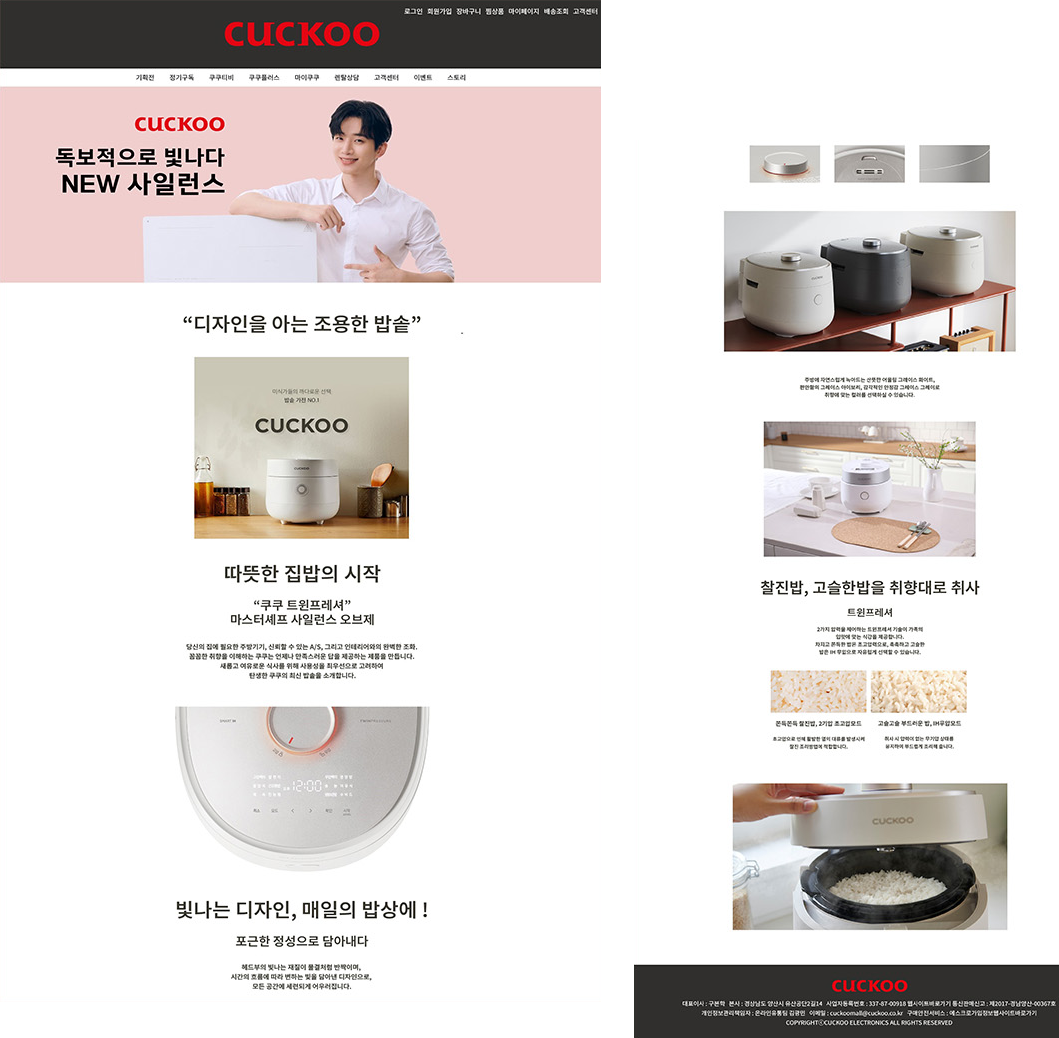 로그인 회원가입 장바구니 찜상품 마이페이지 배송조회 고객센터
CUCKOO
기획전 정기구독 쿠쿠티비 쿠쿠플러스 마이쿠쿠 렌탈상담 고객센터 이벤트 스토리
CUCKOO
독보적으로 빛나다
NEW 사일런스
“디자인을 아는 조용한 밥솥”
미식가들의 까다로운 선택,
밥솥 가전 NO.1
CUCKOO
CUCKOO
따뜻한 집밥의 시작
“쿠쿠 트윈프레셔”
마스터셰프 사일런스 오브제
당신의 집에 필요한 주방기기, 신뢰할 수 있는 A/S, 그리고 인테리어와의 완벽한 조화.
꼼꼼한 취향을 이해하는 쿠쿠는 언제나 만족스러운 답을 제공하는 제품을 만듭니다.
새롭고 여유로운 식사를 위해 사용성을 최우선으로 고려하여
탄생한 쿠쿠의 최신 밥솥을 소개합니다.
12:00
빛나는 디자인, 매일의 밥상에 !
포근한 정성으로 담아내다
헤드부의 빛나는 재질이 물결처럼 반짝이며,
시간의 흐름에 따라 변하는 빛을 담아낸 디자인으로,
모든 공간에 세련되게 어우러집니다.
주방에 자연스럽게 녹아드는 산뜻한 어울림 그레이스 화이트,
편안함의 그레이스 아이보리, 감각적인 안정감 그레이스 그레이로
취향에 맞는 컬러를 선택하실 수 있습니다.
찰진밥, 고슬한밥을 취향대로 취사
트윈프레셔
2가지 압력을 제어하는 트윈프레셔 기술이 가족의
입맛에 맞는 식감을 제공합니다.
차지고 쫀득한 밥은 초고압력으로, 촉촉하고 고슬한
밥은 IH 무압으로 자유롭게 선택할 수 있습니다.
쫀득쫀득 찰진밥, 2기압 초고압모드
고슬고슬 부드러운 밥, IH무압모드
초고압으로 인해 활발한 열의 대류를 발생시켜
찰진 조리방법에 적합합니다.
취사 시 압력이 없는 무기압 상태를
유지하여 부드럽게 조리해 줍니다.
CUCKOO
CUCKOO
대표이사 : 구본학 본사 : 경상남도 양산시 유산공단2길14 사업자등록번호 : 337-87-00918 웹사이트바로가기 통신판매신고 : 제2017-경남양산-00367호
개인정보관리책임자 : 온라인유통팀 김광민 이메일 : cuckoomall@cuckoo.co.kr 구매안전서비스 : 에스크로가입정보웹사이트바로가기
COPYRIGHTⓒCUCKOO ELECTRONICS ALL RIGHTS RESERVED